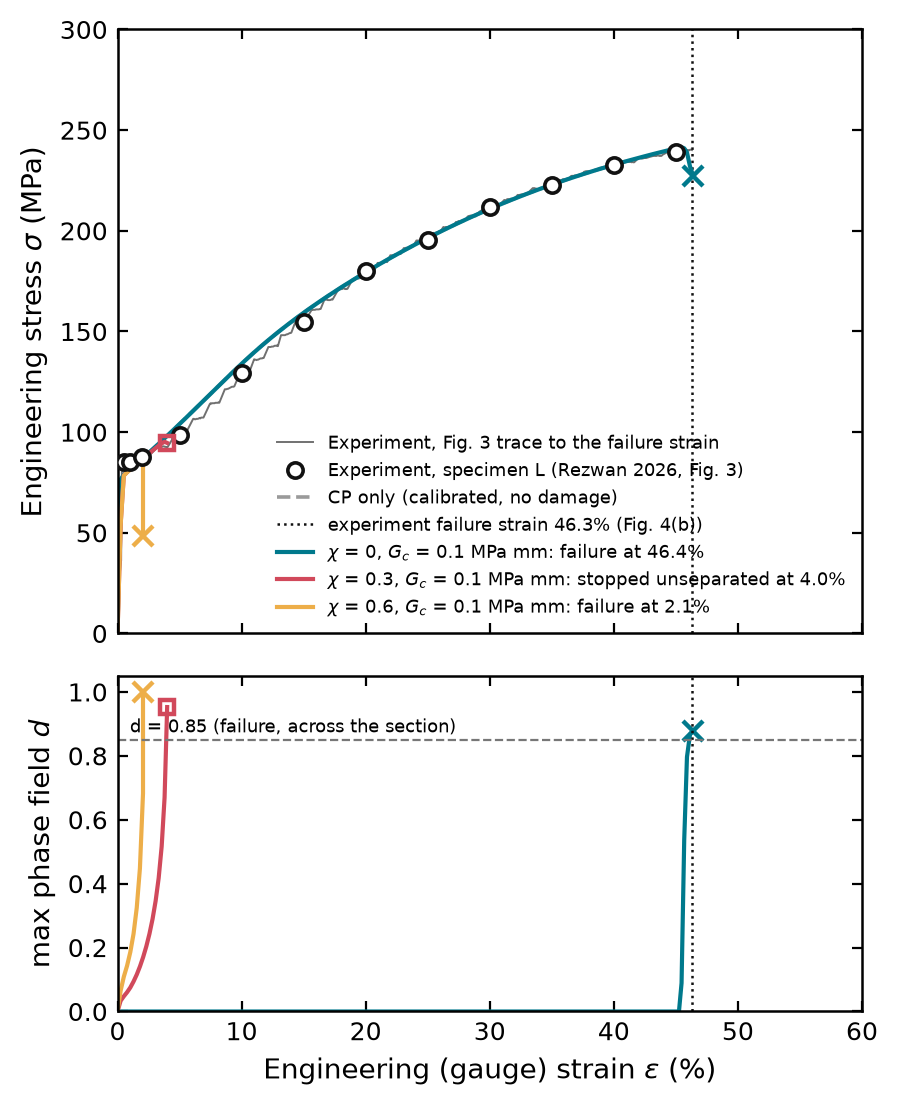 300
250
200
150
100
50
0
Engineering stress σ (MPa)
Experiment, Fig. 3 trace to the failure strain
Experiment, specimen L (Rezwan 2026, Fig. 3)
CP only (calibrated, no damage)
experiment failure strain 46.3% (Fig. 4(b))
χ = 0, G_c = 0.1 MPa mm: failure at 46.4%
χ = 0.3, G_c = 0.1 MPa mm: stopped unseparated at 4.0%
χ = 0.6, G_c = 0.1 MPa mm: failure at 2.1%
1.0
0.8
0.6
0.4
0.2
0.0
max phase field d
d = 0.85 (failure, across the section)
0 10 20 30 40 50 60
Engineering (gauge) strain ε (%)